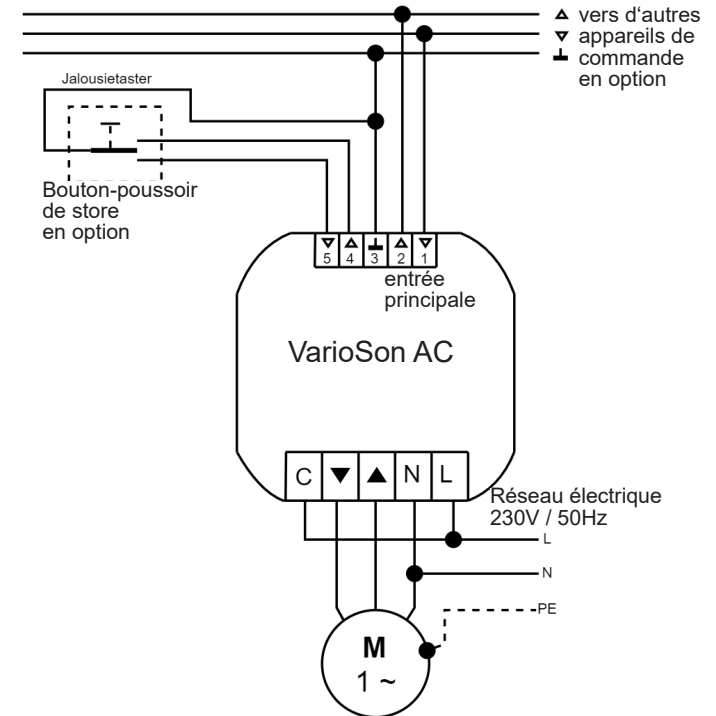 vers d‘autres
appareils de
commande
en option
Jalousietaster
Bouton-poussoir
de store
en option
5 4 3 2 1
entrée
principale
VarioSon AC
C N L
Réseau électrique
230V / 50Hz
L
N
PE
M
1 ~